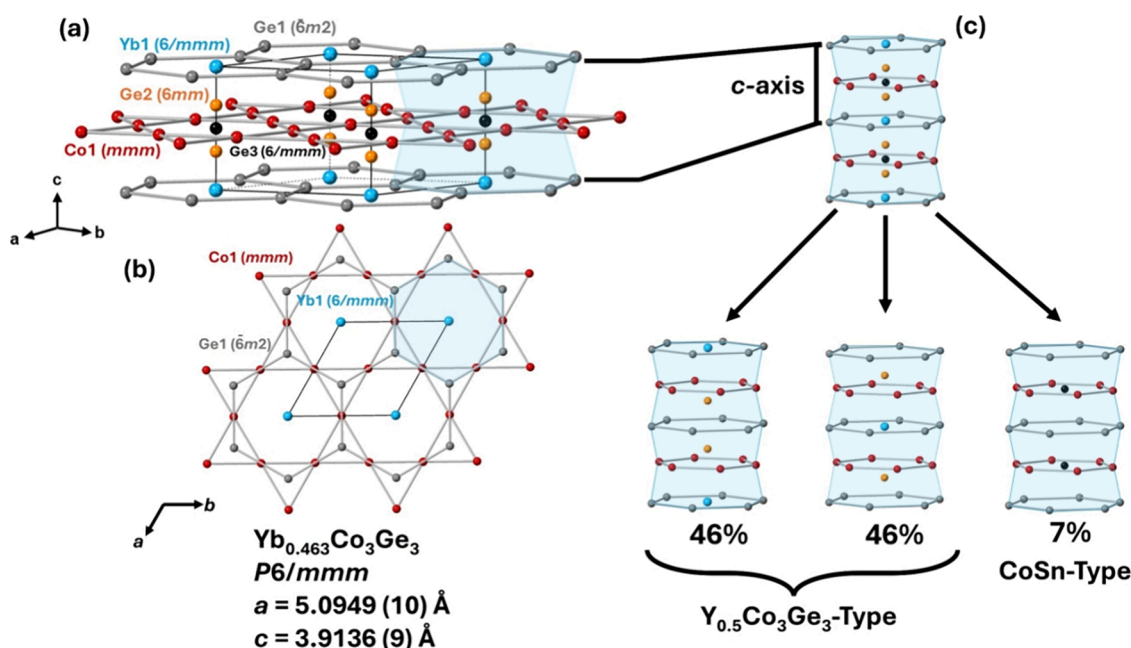 (a)
Ge1 (6̄m2)
Yb1 (6/mmm)
Ge2 (6mm)
Co1 (mmm)
Ge3 (6/mmm)
c
a
b
(c)
c-axis
(b)
Co1 (mmm)
Yb1 (6/mmm)
Ge1 (6̄m2)
b
a
Yb0.463Co3Ge3
P6/mmm
a = 5.0949 (10) Å
c = 3.9136 (9) Å
46%
46%
7%
CoSn-Type
Y0.5Co3Ge3-Type